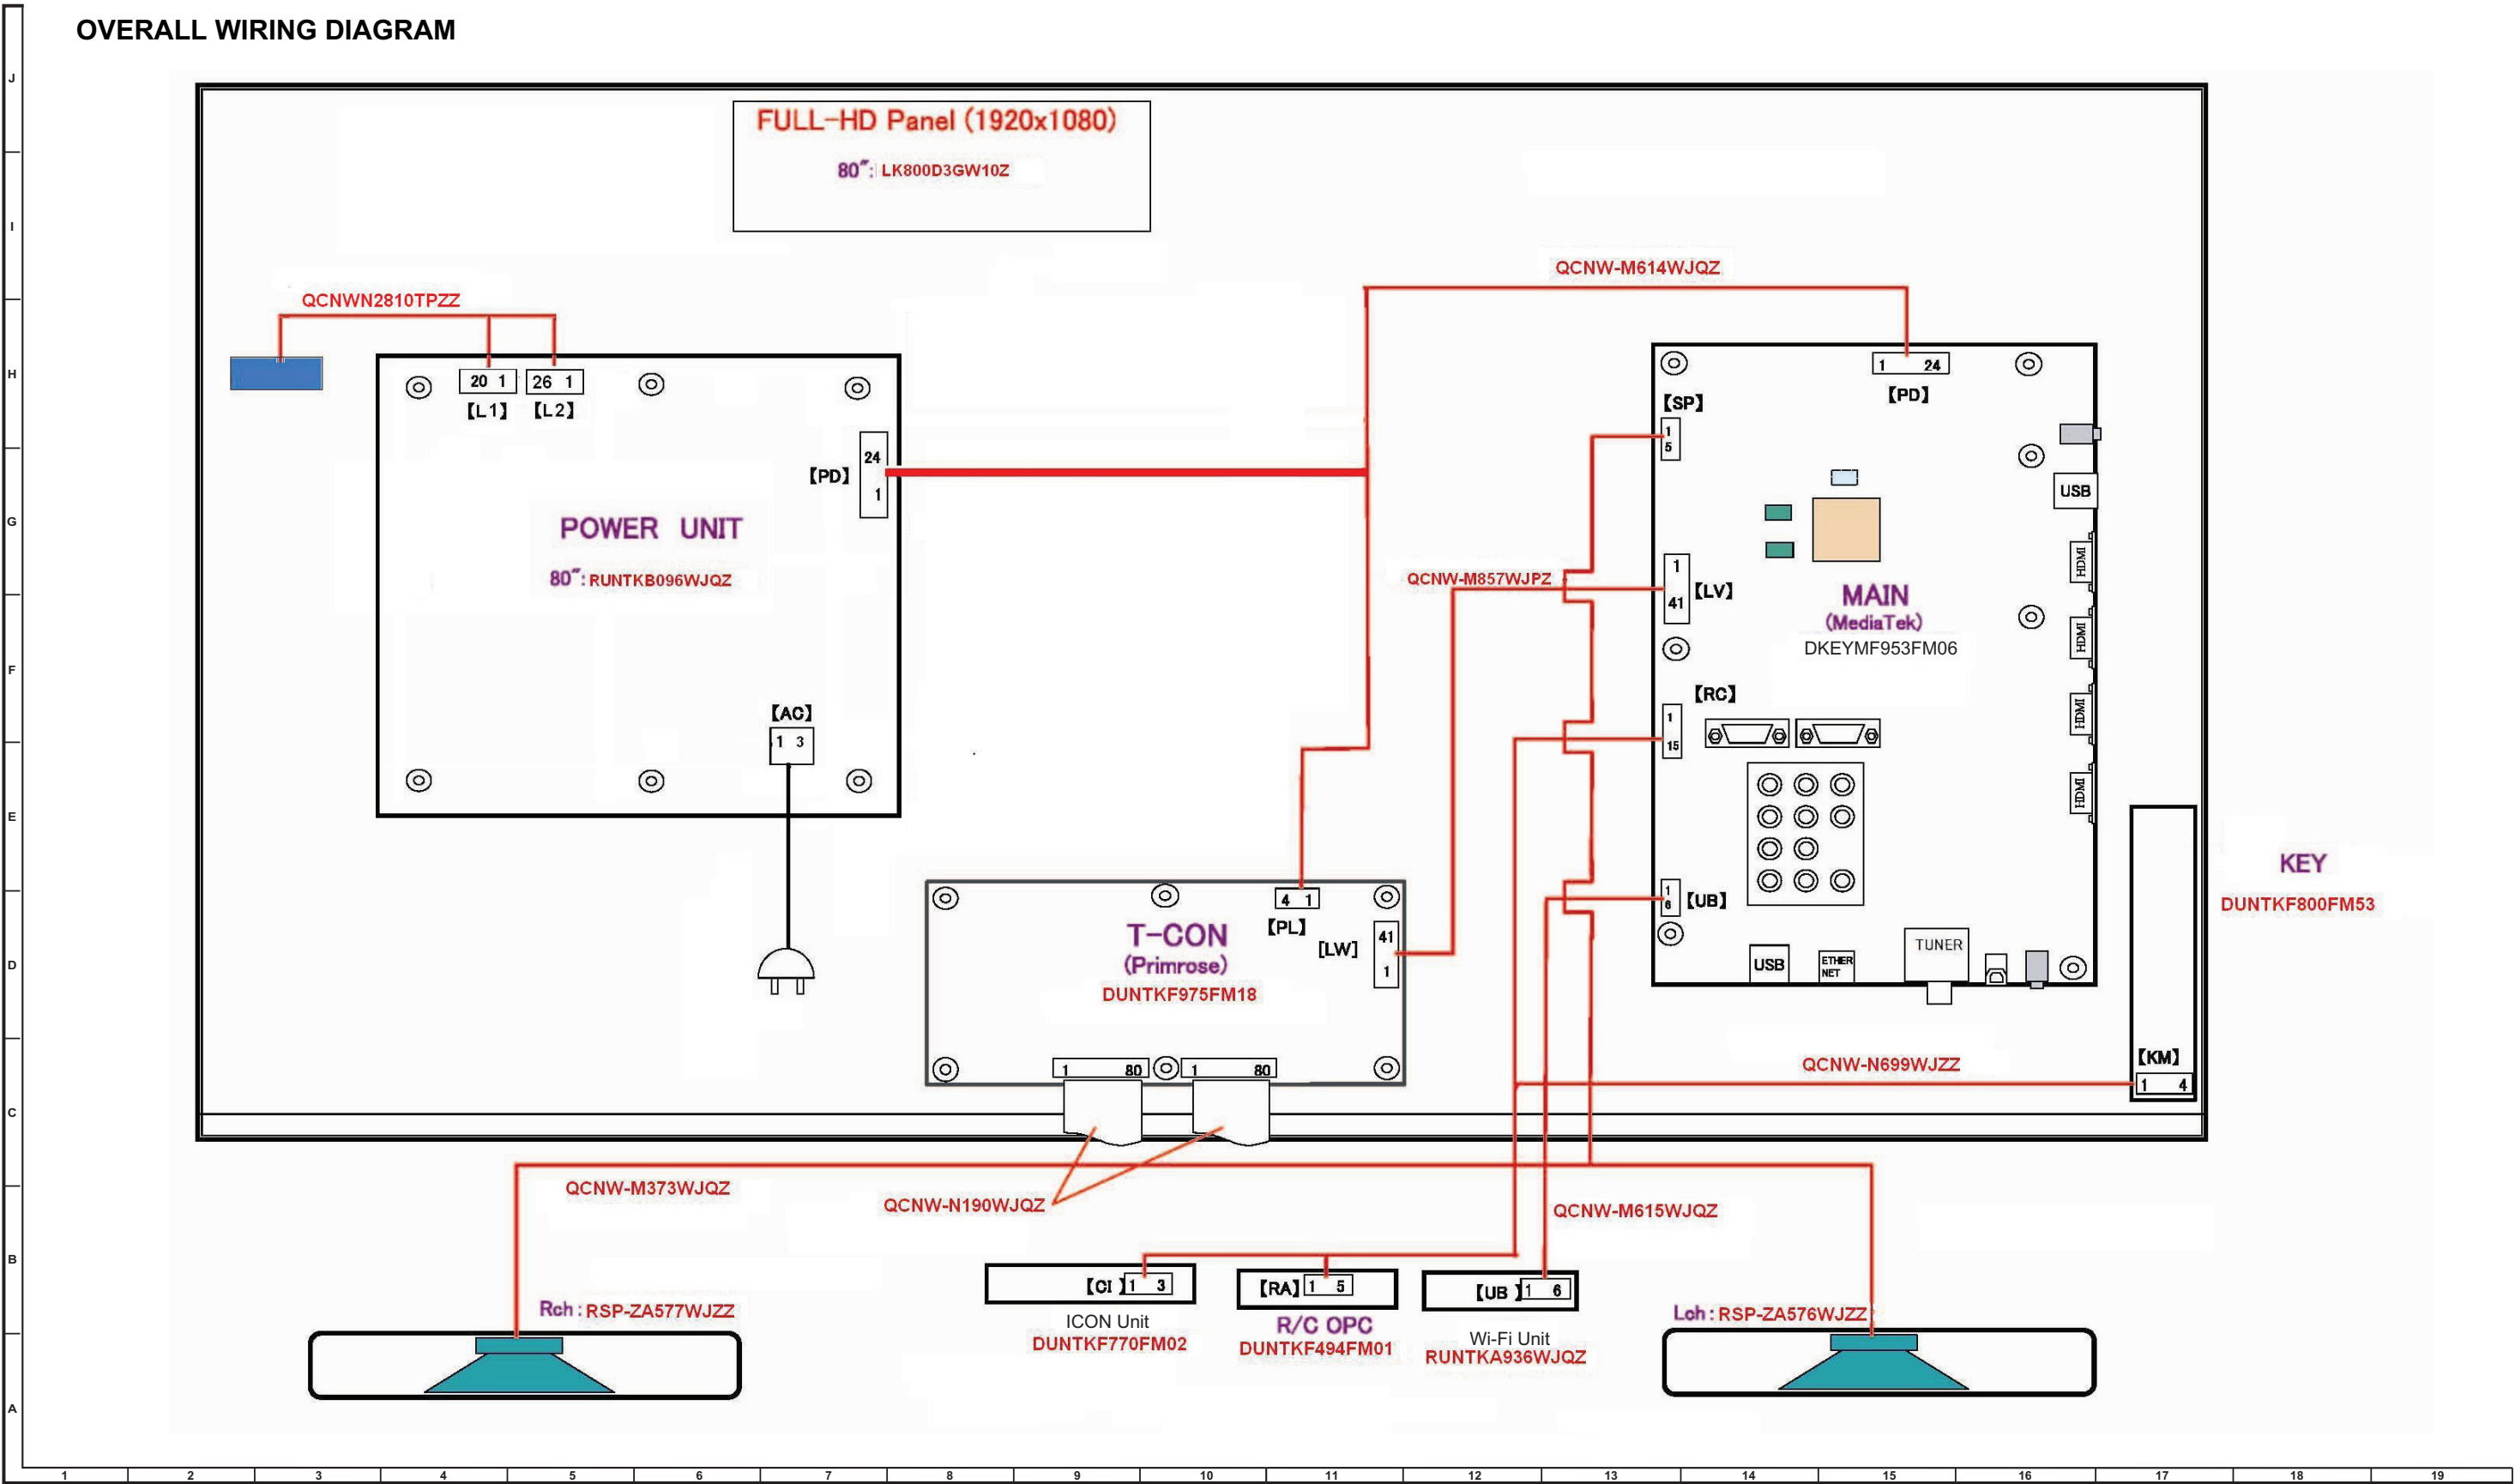 OVERALL WIRING DIAGRAM
J
I
H
G
F
E
D
C
B
A
FULL-HD Panel (1920x1080)
80": LK800D3GW10Z
QCNW-M614WJQZ
QCNWN2810TPZZ
20 1
26 1
【L1】
【L2】
24
【PD】
1
POWER UNIT
80": RUNTKB096WJQZ
【AC】
1 3
1 24
【PD】
【SP】
1
5
USB
HDMI
HDMI
HDMI
HDMI
QCNW-M857WJPZ
1
41
【LV】
MAIN
(MediaTek)
DKEYMF953FM06
【RC】
1
15
1
6
【UB】
USB
ETHER
NET
TUNER
KEY
DUNTKF800FM53
4 1
【PL】
T-CON
(Primrose)
DUNTKF975FM18
[LW]
41
1
1 80
1 80
QCNW-N699WJZZ
【KM】
1 4
QCNW-M373WJQZ
QCNW-N190WJQZ
QCNW-M615WJQZ
【CI】1 3
【RA】1 5
【UB】1 6
ICON Unit
DUNTKF770FM02
R/C OPC
DUNTKF494FM01
Wi-Fi Unit
RUNTKA936WJQZ
Rch : RSP-ZA577WJZZ
Lch : RSP-ZA576WJZZ
1 2 3 4 5 6 7 8 9 10 11 12 13 14 15 16 17 18 19